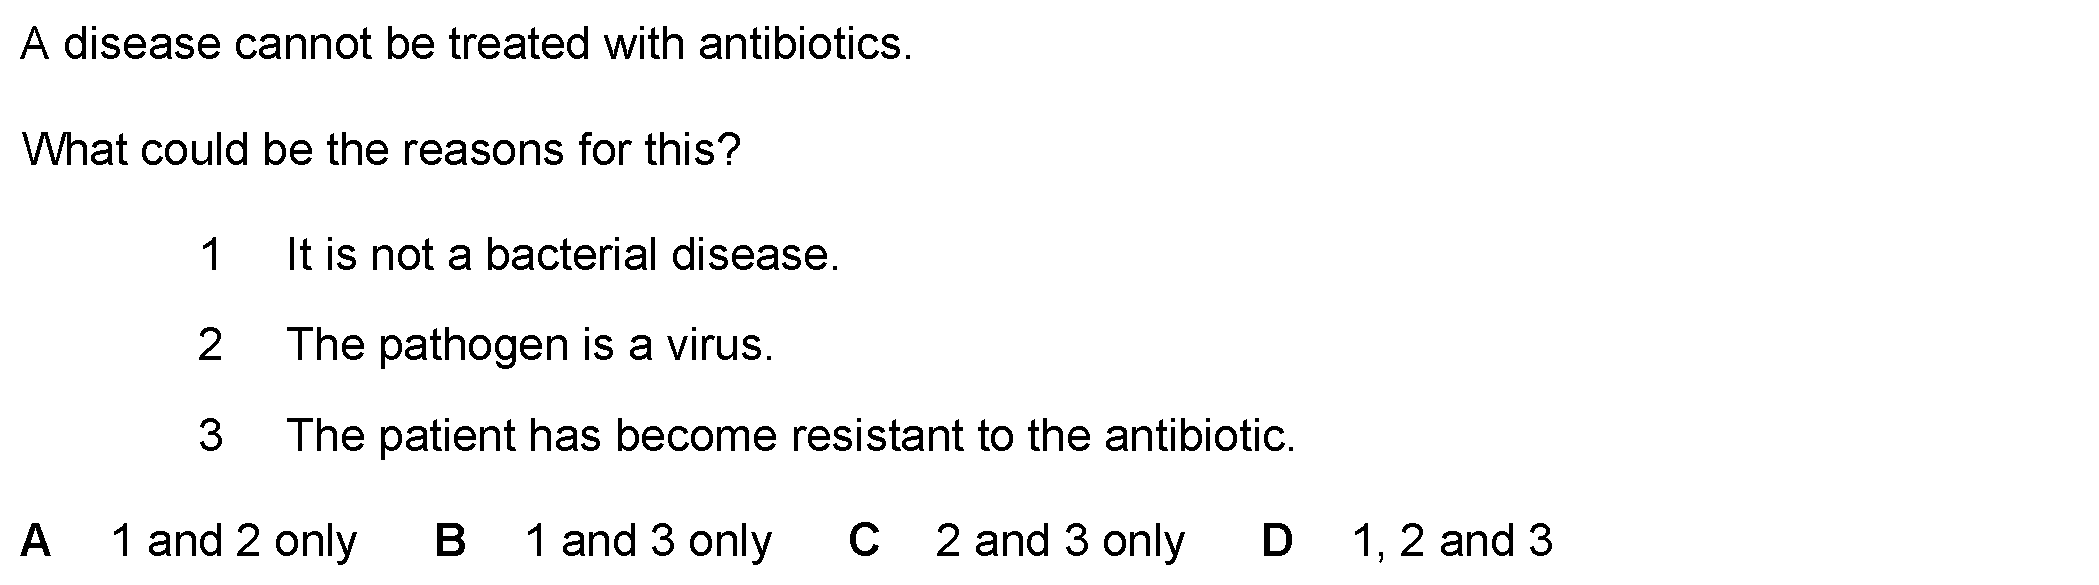 A disease cannot be treated with antibiotics.
What could be the reasons for this?
1 It is not a bacterial disease.
2 The pathogen is a virus.
3 The patient has become resistant to the antibiotic.
A 1 and 2 only B 1 and 3 only C 2 and 3 only D 1, 2 and 3